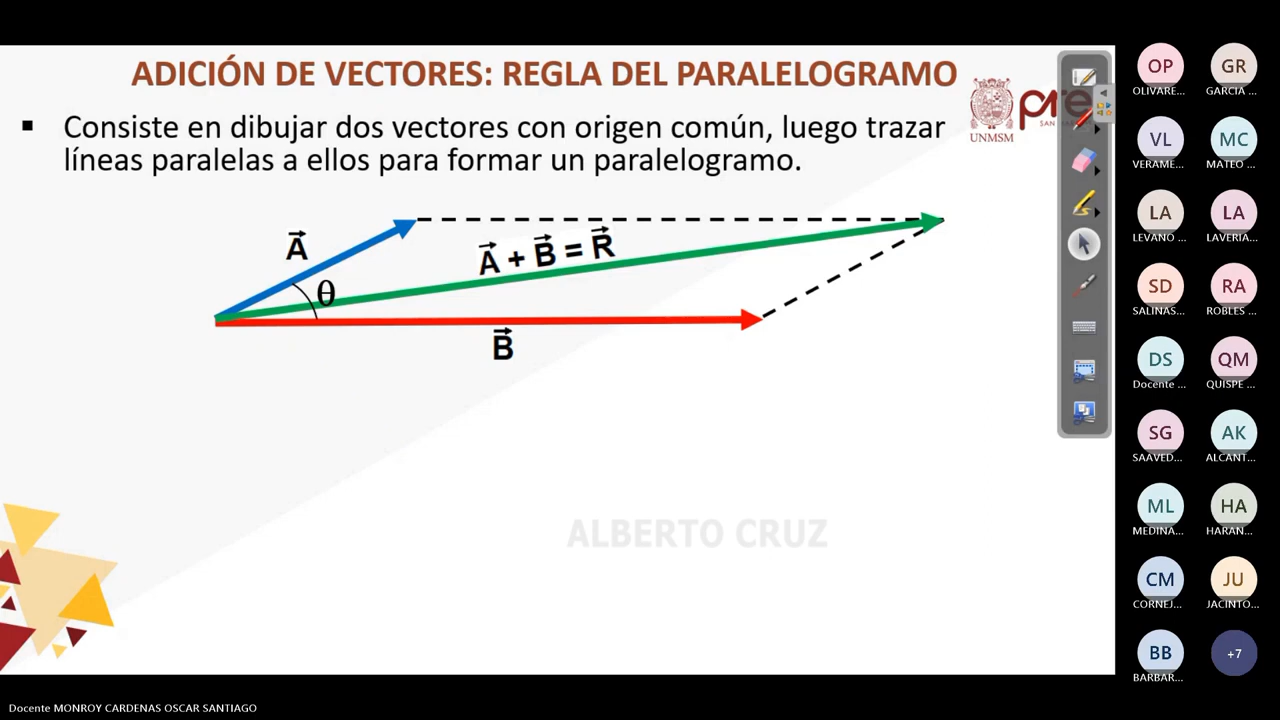 ADICIÓN DE VECTORES: REGLA DEL PARALELOGRAMO
UNMSM
pre
▪ Consiste en dibujar dos vectores con origen común, luego trazar
líneas paralelas a ellos para formar un paralelogramo.
A⃗
A⃗ + B⃗ = R⃗
θ
B⃗
ALBERTO CRUZ
OP GR
OLIVARE... GARCIA ...
VL MC
VERAME... MATEO ...
LA LA
LEVANO ... LAVERIA...
SD RA
SALINAS... ROBLES ...
DS QM
Docente ... QUISPE ...
SG AK
SAAVED... ALCANT...
ML HA
MEDINA... HARAN...
CM JU
CORNEJ... JACINTO...
BB +7
BARBAR...
Docente MONROY CARDENAS OSCAR SANTIAGO